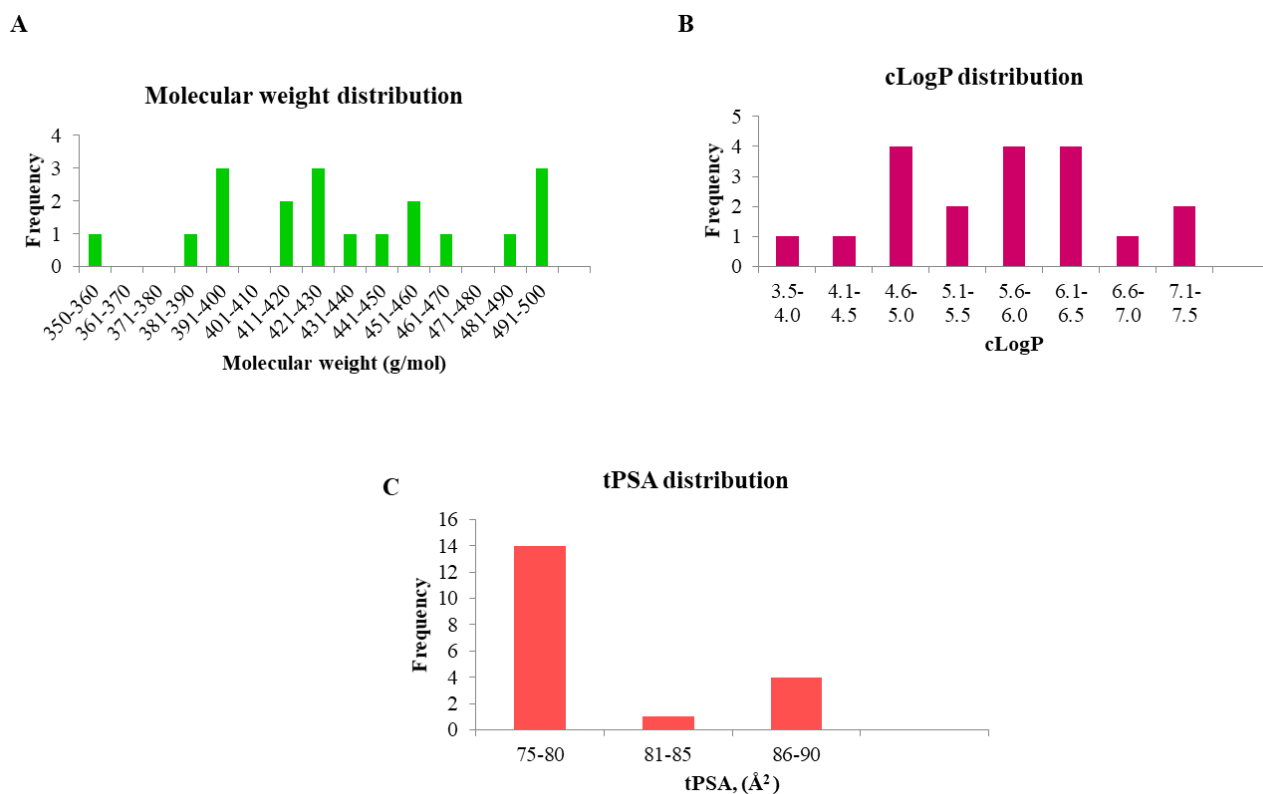 A
Molecular weight distribution
Frequency
4
3
2
1
0
350-360
361-370
371-380
381-390
391-400
401-410
411-420
421-430
431-440
441-450
451-460
461-470
471-480
481-490
491-500
Molecular weight (g/mol)
B
cLogP distribution
Frequency
5
4
3
2
1
0
3.5- 4.1- 4.6- 5.1- 5.6- 6.1- 6.6- 7.1-
4.0 4.5 5.0 5.5 6.0 6.5 7.0 7.5
cLogP
C
tPSA distribution
Frequency
16
14
12
10
8
6
4
2
0
75-80 81-85 86-90
tPSA, (Å²)